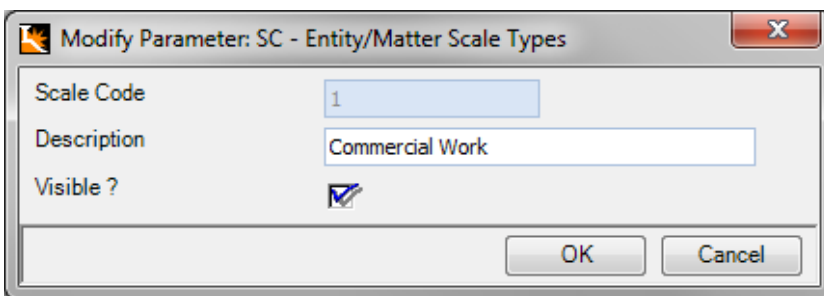 Modify Parameter: SC - Entity/Matter Scale Types
Scale Code 1
Description Commercial Work
Visible ?
OK Cancel